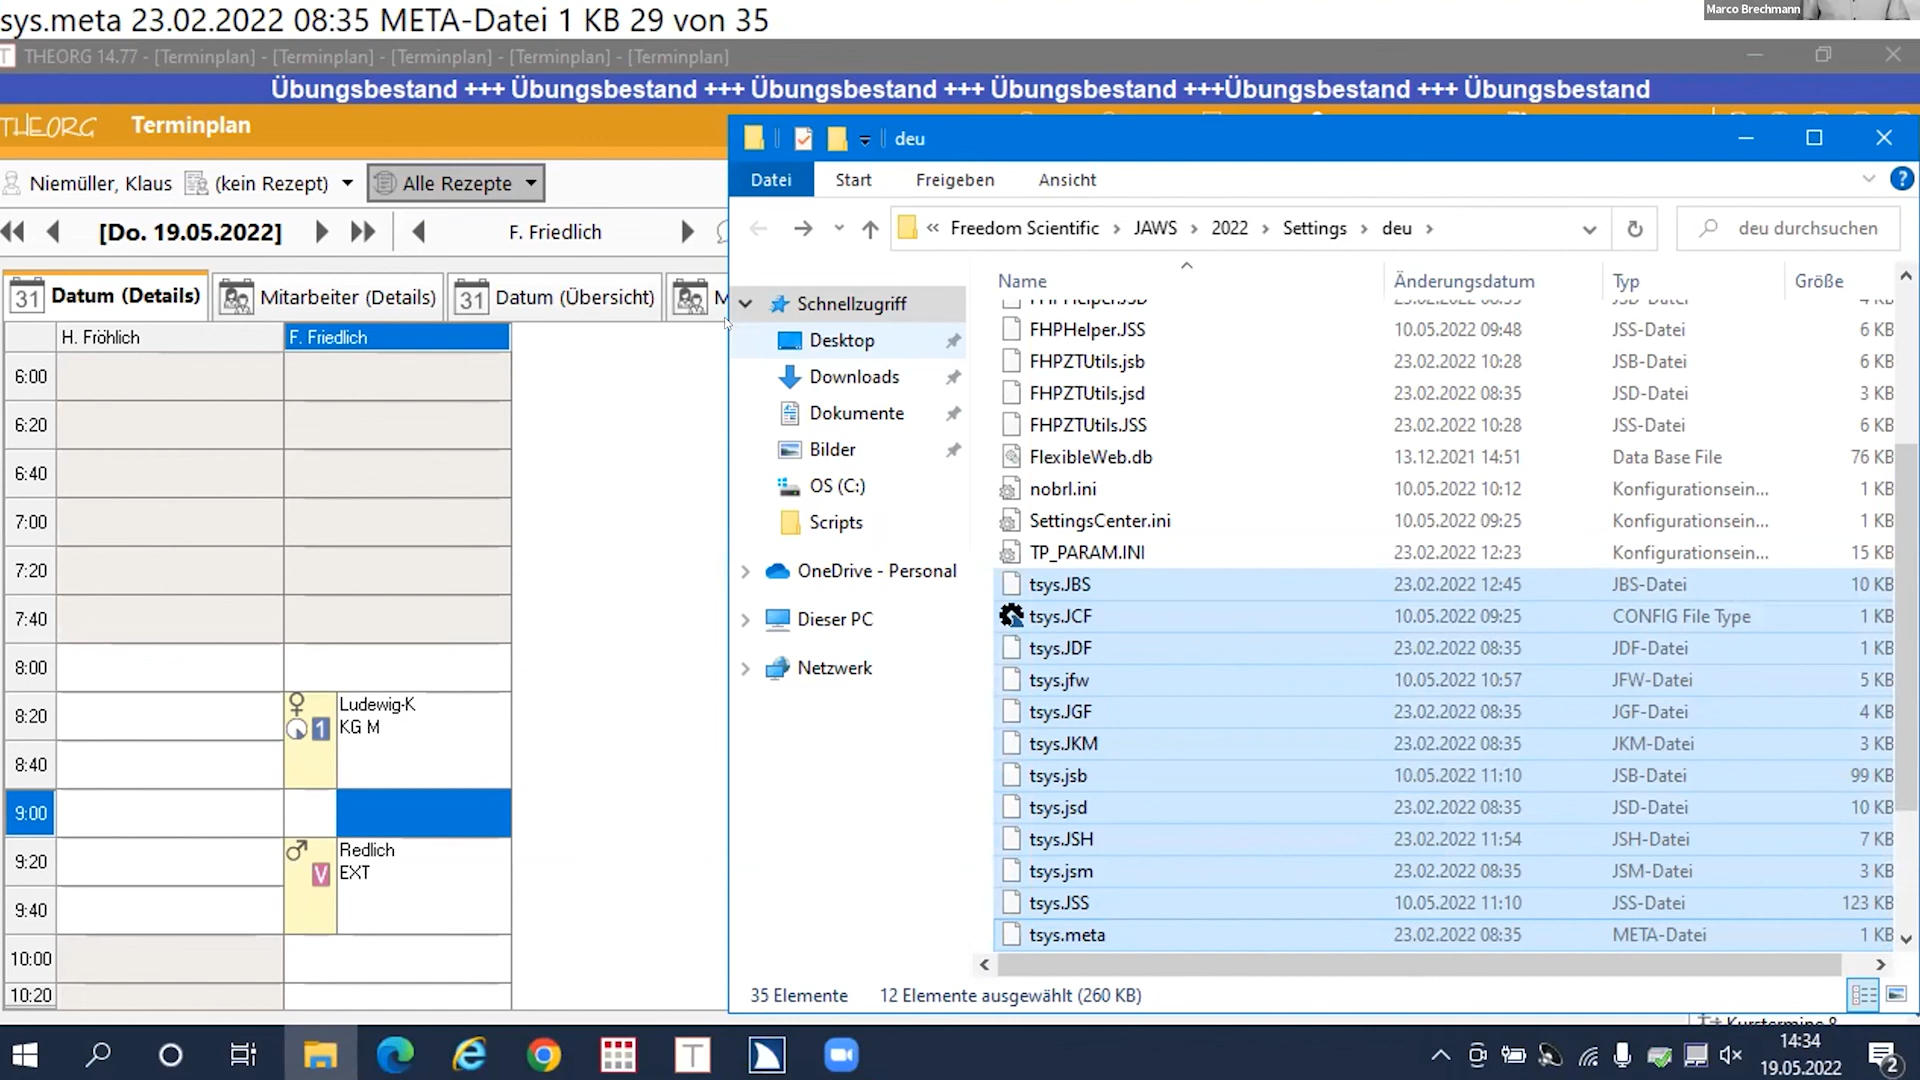 sys.meta 23.02.2022 08:35 META-Datei 1 KB 29 von 35
Marco Brechmann
THEORG 14.77 - [Terminplan] - [Terminplan] - [Terminplan] - [Terminplan] - [Terminplan]
Übungsbestand +++ Übungsbestand +++ Übungsbestand +++ Übungsbestand +++Übungsbestand +++ Übungsbestand
THEORG Terminplan
Niemüller, Klaus (kein Rezept) Alle Rezepte
[Do. 19.05.2022] F. Friedlich
31 Datum (Details) Mitarbeiter (Details) 31 Datum (Übersicht) M
H. Fröhlich F. Friedlich
6:00
6:20
6:40
7:00
7:20
7:40
8:00
8:20 1 Ludewig-K
KG M
8:40
9:00
9:20 V Redlich
EXT
9:40
10:00
10:20
deu
Datei Start Freigeben Ansicht
« Freedom Scientific › JAWS › 2022 › Settings › deu ›
deu durchsuchen
Schnellzugriff
Desktop
Downloads
Dokumente
Bilder
OS (C:)
Scripts
OneDrive - Personal
Dieser PC
Netzwerk
Name Änderungsdatum Typ Größe
FHPHelper.JSS 10.05.2022 09:48 JSS-Datei 6 KB
FHPZTUtils.jsb 23.02.2022 10:28 JSB-Datei 6 KB
FHPZTUtils.jsd 23.02.2022 08:35 JSD-Datei 3 KB
FHPZTUtils.JSS 23.02.2022 10:28 JSS-Datei 6 KB
FlexibleWeb.db 13.12.2021 14:51 Data Base File 76 KB
nobrl.ini 10.05.2022 10:12 Konfigurationsein... 1 KB
SettingsCenter.ini 10.05.2022 09:25 Konfigurationsein... 1 KB
TP_PARAM.INI 23.02.2022 12:23 Konfigurationsein... 15 KB
tsys.JBS 23.02.2022 12:45 JBS-Datei 10 KB
tsys.JCF 10.05.2022 09:25 CONFIG File Type 1 KB
tsys.JDF 23.02.2022 08:35 JDF-Datei 1 KB
tsys.jfw 10.05.2022 10:57 JFW-Datei 5 KB
tsys.JGF 23.02.2022 08:35 JGF-Datei 4 KB
tsys.JKM 23.02.2022 08:35 JKM-Datei 3 KB
tsys.jsb 10.05.2022 11:10 JSB-Datei 99 KB
tsys.jsd 23.02.2022 08:35 JSD-Datei 10 KB
tsys.JSH 23.02.2022 11:54 JSH-Datei 7 KB
tsys.jsm 23.02.2022 08:35 JSM-Datei 3 KB
tsys.JSS 10.05.2022 11:10 JSS-Datei 123 KB
tsys.meta 23.02.2022 08:35 META-Datei 1 KB
35 Elemente 12 Elemente ausgewählt (260 KB)
14:34
19.05.2022
2